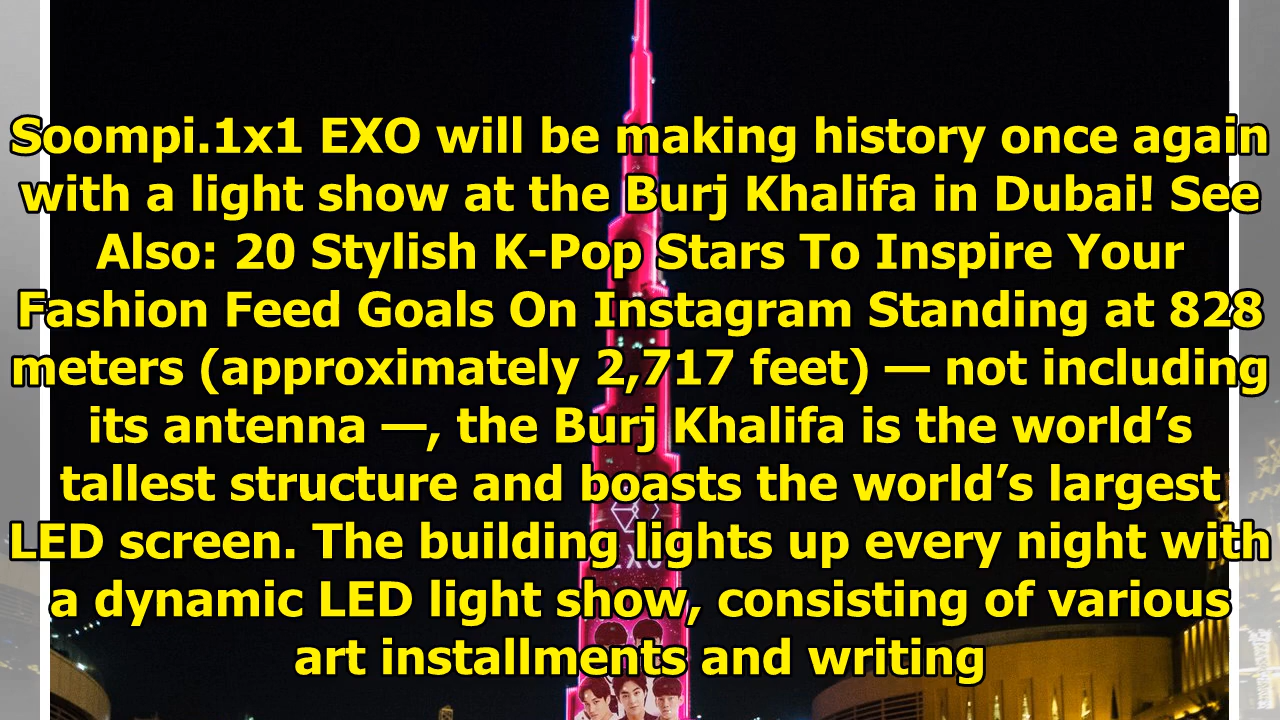 Soompi.1x1 EXO will be making history once again
with a light show at the Burj Khalifa in Dubai! See
Also: 20 Stylish K-Pop Stars To Inspire Your
Fashion Feed Goals On Instagram Standing at 828
meters (approximately 2,717 feet) — not including
its antenna —, the Burj Khalifa is the world’s
tallest structure and boasts the world’s largest
LED screen. The building lights up every night with
a dynamic LED light show, consisting of various
art installments and writing